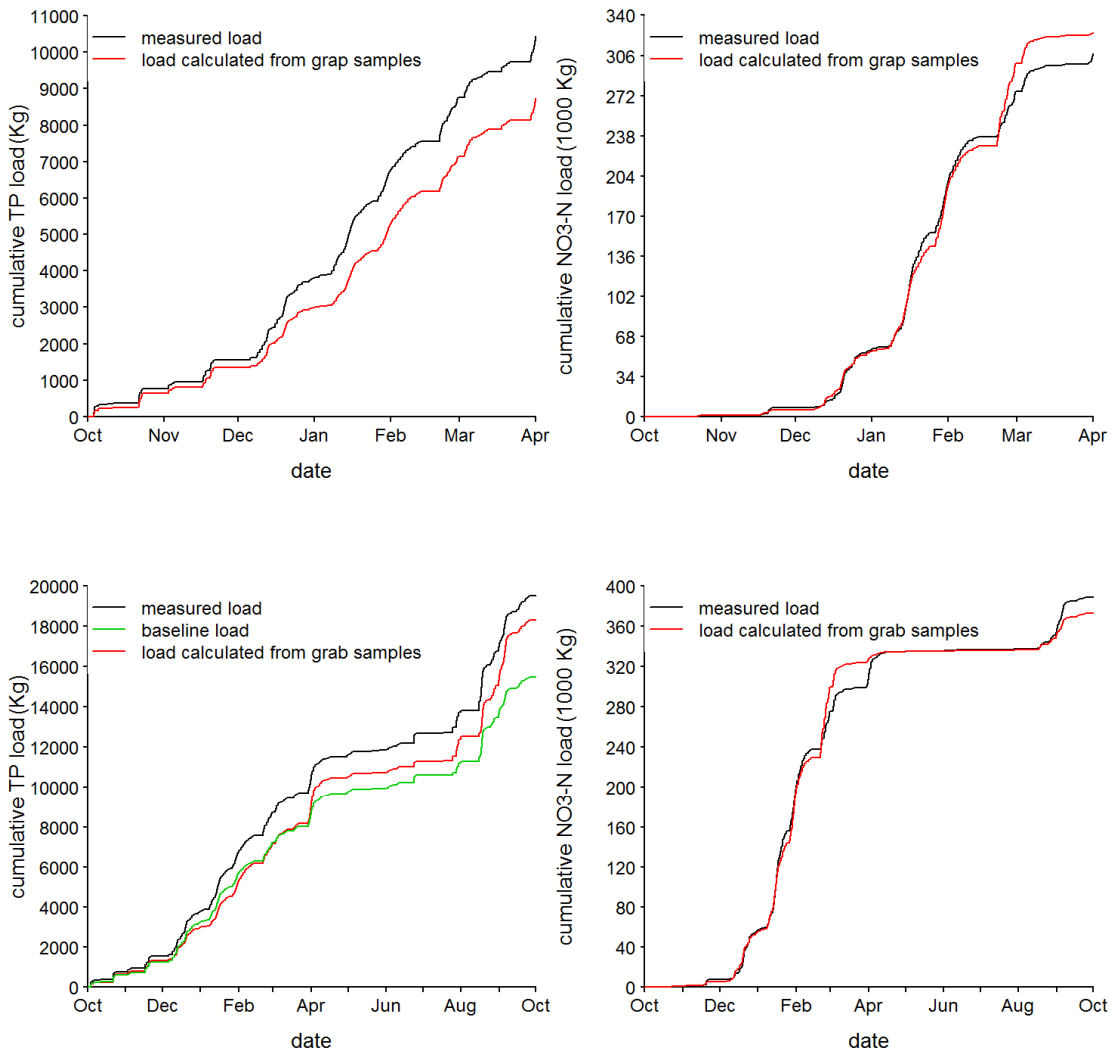 11000
10000
9000
8000
7000
6000
5000
4000
3000
2000
1000
0
cumulative TP load (Kg)
measured load
load calculated from grap samples
Oct Nov Dec Jan Feb Mar Apr
date
340
306
272
238
204
170
136
102
68
34
0
cumulative NO3-N load (1000 Kg)
measured load
load calculated from grap samples
Oct Nov Dec Jan Feb Mar Apr
date
20000
18000
16000
14000
12000
10000
8000
6000
4000
2000
0
cumulative TP load (Kg)
measured load
baseline load
load calculated from grab samples
Oct Dec Feb Apr Jun Aug Oct
date
400
360
320
280
240
200
160
120
80
40
0
cumulative NO3-N load (1000 Kg)
measured load
load calculated from grab samples
Oct Dec Feb Apr Jun Aug Oct
date